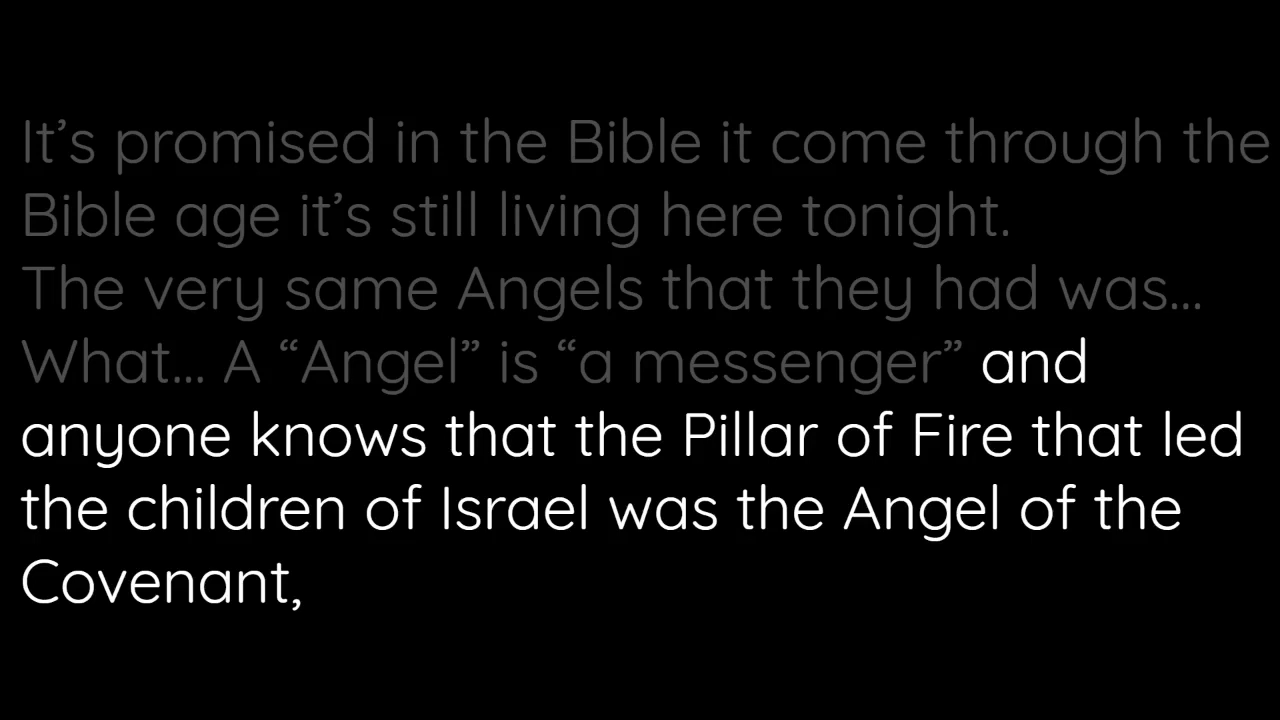 It’s promised in the Bible it come through the
Bible age it’s still living here tonight.
The very same Angels that they had was...
What... A “Angel” is “a messenger” and
anyone knows that the Pillar of Fire that led
the children of Israel was the Angel of the
Covenant,